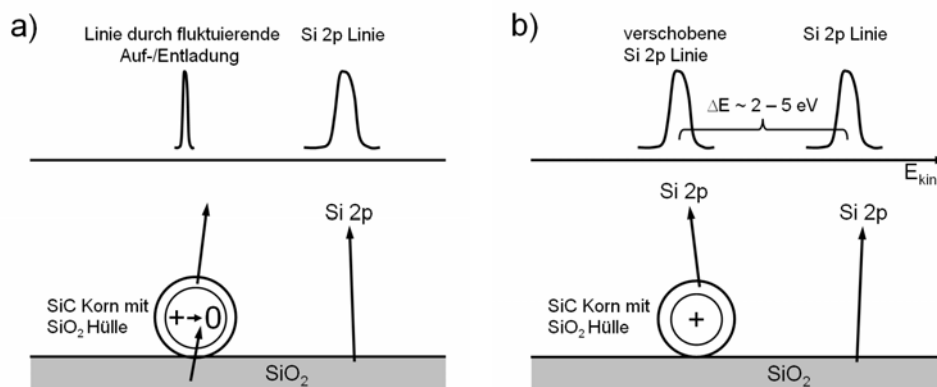 a)
Linie durch fluktuierende
Auf-/Entladung
Si 2p Linie
Si 2p
SiC Korn mit
SiO₂ Hülle
+→0
SiO₂
b)
verschobene
Si 2p Linie
Si 2p Linie
ΔE ~ 2 – 5 eV
E_kin
Si 2p
Si 2p
SiC Korn mit
SiO₂ Hülle
+
SiO₂